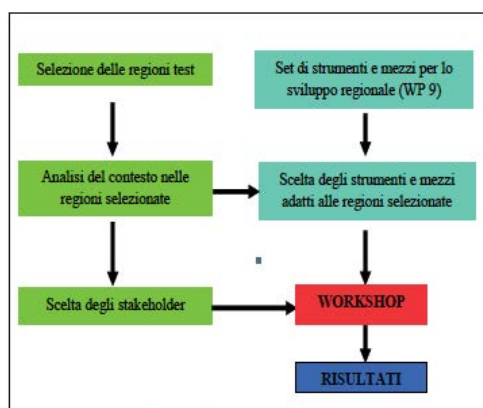 Selezione delle regioni test
Set di strumenti e mezzi per lo
sviluppo regionale (WP 9)
Analisi del contesto nelle
regioni selezionate
Scelta degli strumenti e mezzi
adatti alle regioni selezionate
Scelta degli stakeholder
WORKSHOP
RISULTATI